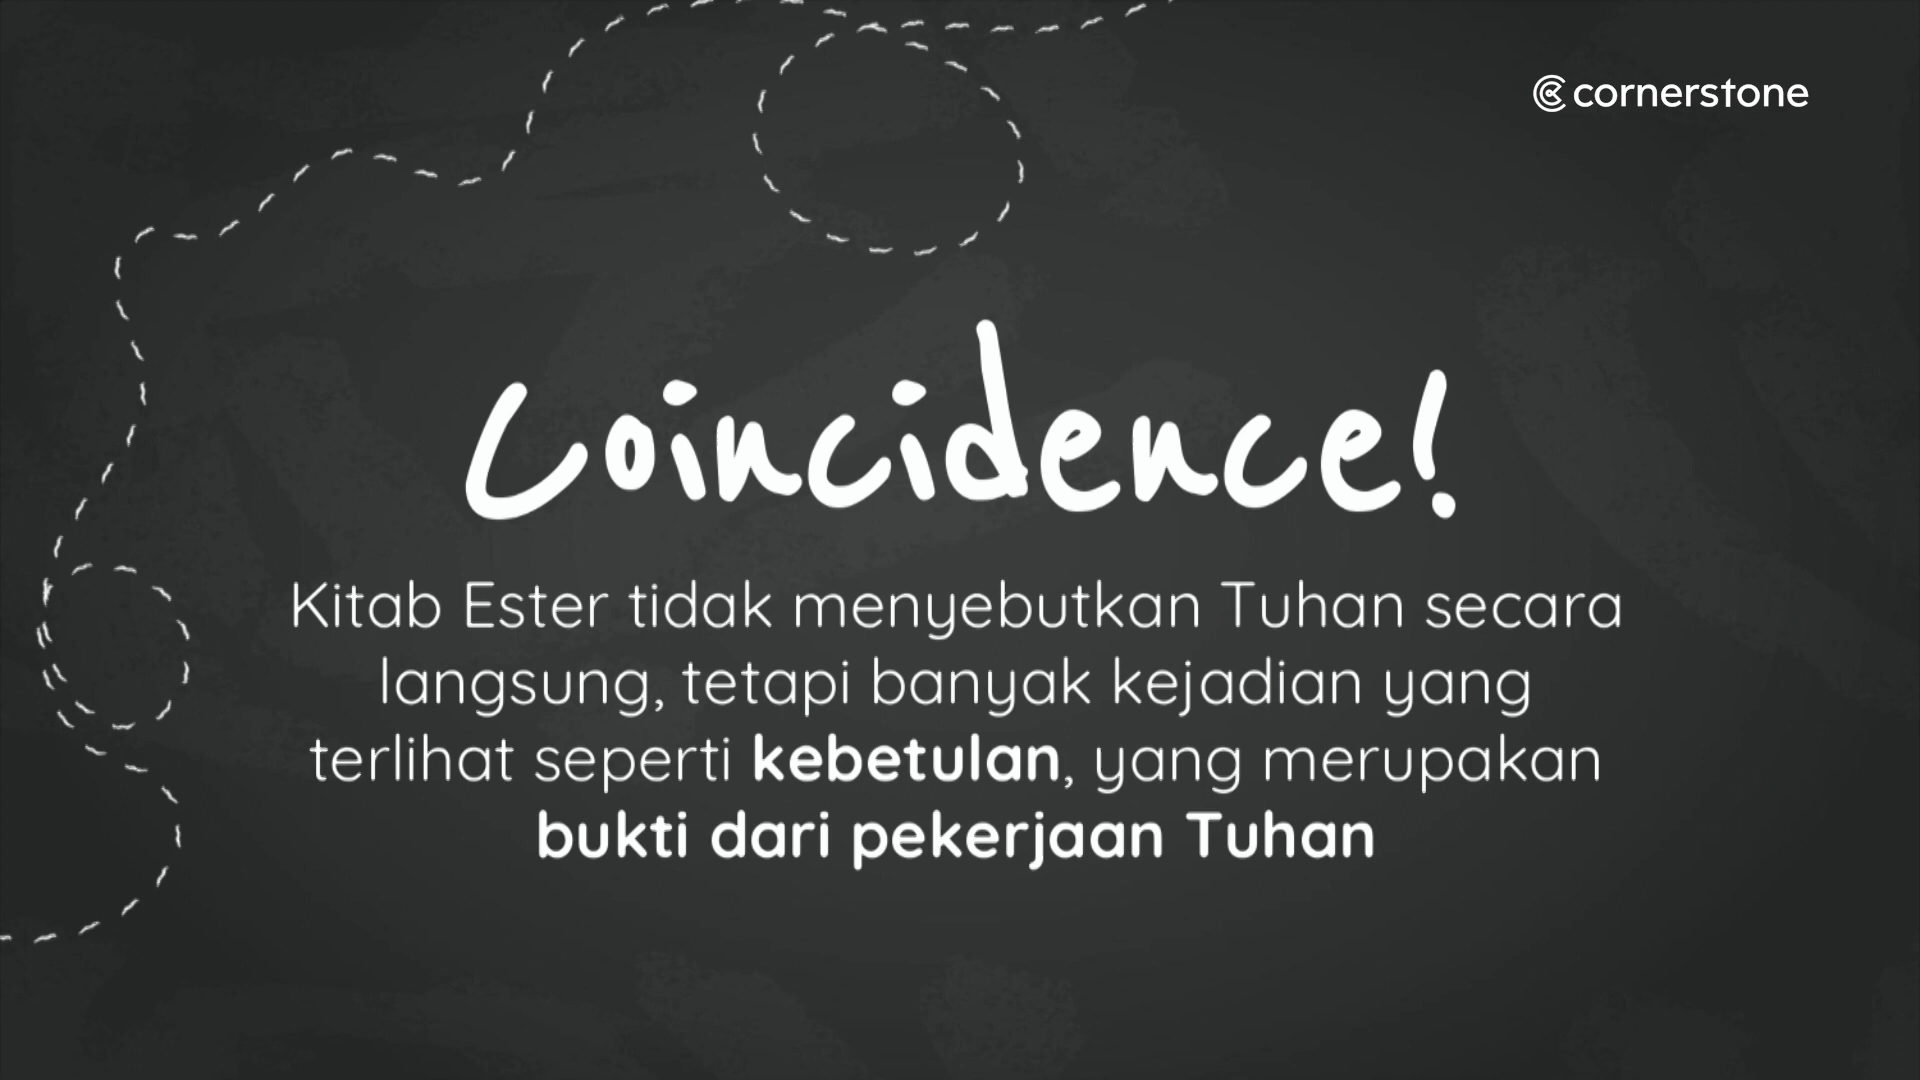 cornerstone
Coincidence!
Kitab Ester tidak menyebutkan Tuhan secara
langsung, tetapi banyak kejadian yang
terlihat seperti kebetulan, yang merupakan
bukti dari pekerjaan Tuhan